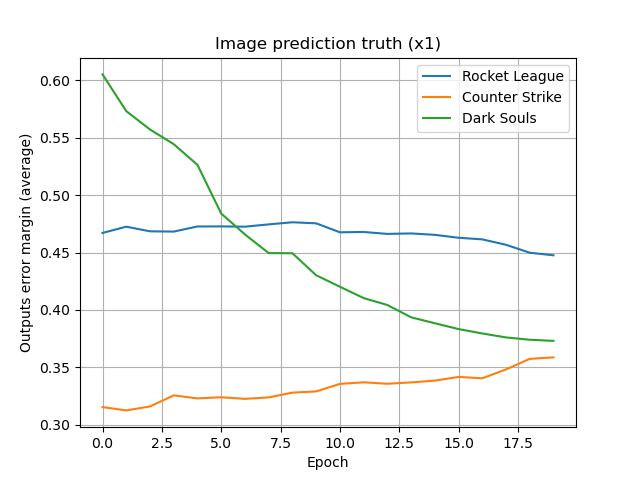 Image prediction truth (x1)
Rocket League
Counter Strike
Dark Souls
Outputs error margin (average)
0.60
0.55
0.50
0.45
0.40
0.35
0.30
0.0 2.5 5.0 7.5 10.0 12.5 15.0 17.5
Epoch